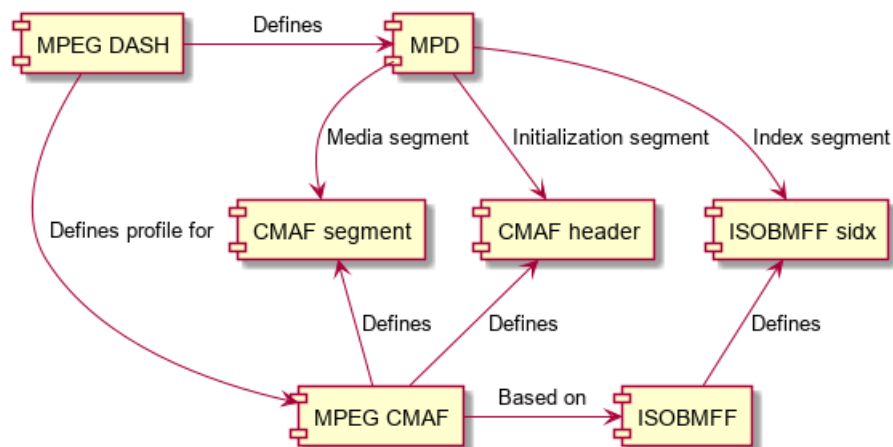 MPEG DASH
Defines
MPD
Media segment
Initialization segment
Index segment
Defines profile for
CMAF segment
CMAF header
ISOBMFF sidx
Defines
Defines
Defines
MPEG CMAF
Based on
ISOBMFF